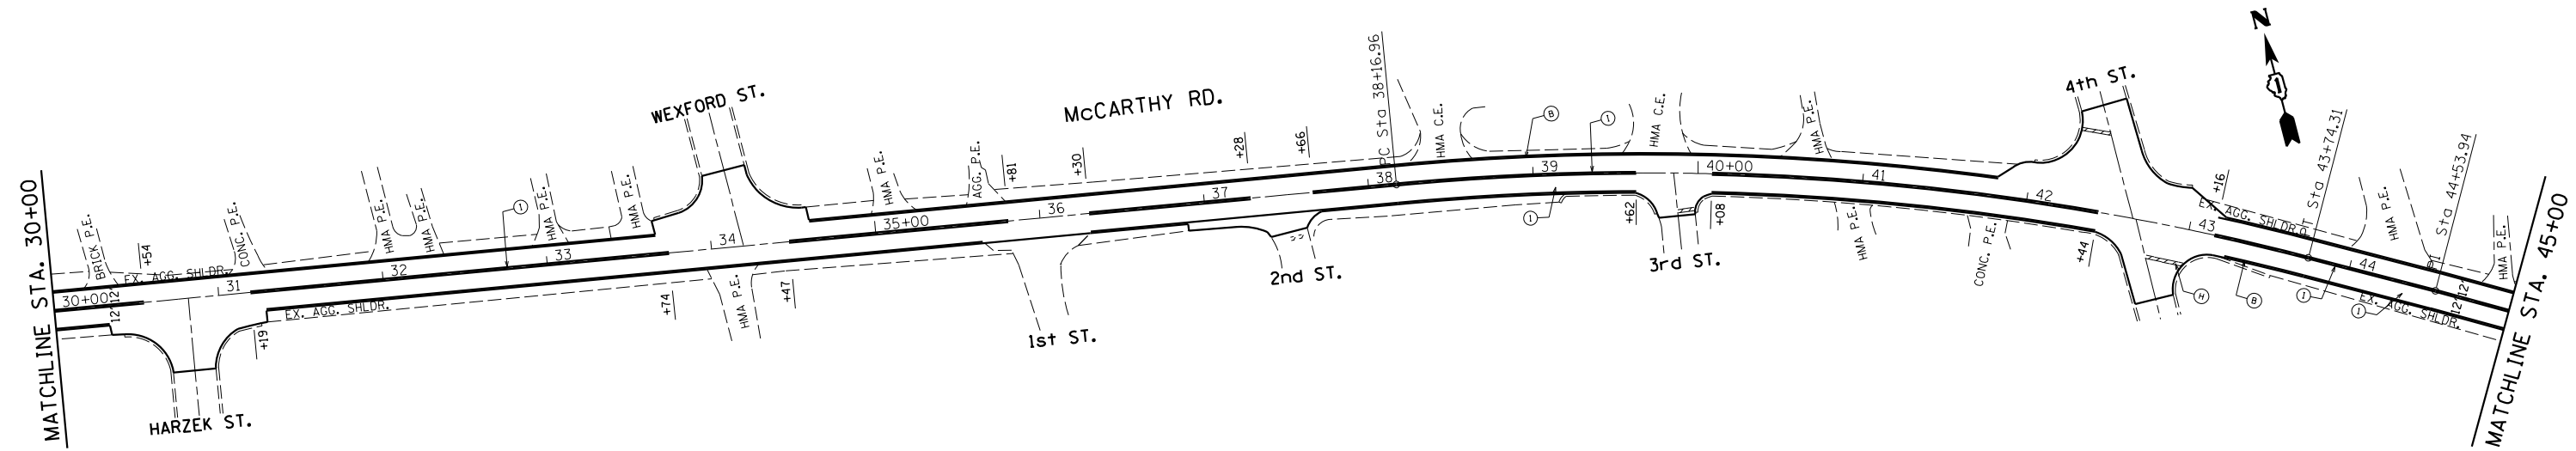 MATCHLINE STA. 30+00
BRICK P.E.
+54
CONC. P.E.
HMA P.E.
HMA P.E.
HMA P.E.
HMA P.E.
WEXFORD ST.
HMA P.E.
AGG. P.E.
+81
+30
McCARTHY RD.
+28
+66
PC Sta 38+16.96
HMA C.E.
B
1
HMA C.E.
HMA P.E.
4th ST.
+16
N
1
PT Sta 43+74.31
HMA P.E.
Sta 44+53.94
HMA P.E.
MATCHLINE STA. 45+00
EX. AGG. SHLDR.
EX. AGG. SHLDR.
30+00
31
32
33
34
35+00
36
37
38
39
40+00
41
42
43
44
12'
12'
12'
12'
1
1
HARZEK ST.
+19
EX. AGG. SHLDR.
+74
HMA P.E.
+47
1st ST.
2nd ST.
+62
3rd ST.
+08
HMA P.E.
CONC. P.E.
+44
H
B
1
1
EX. AGG. SHLDR.